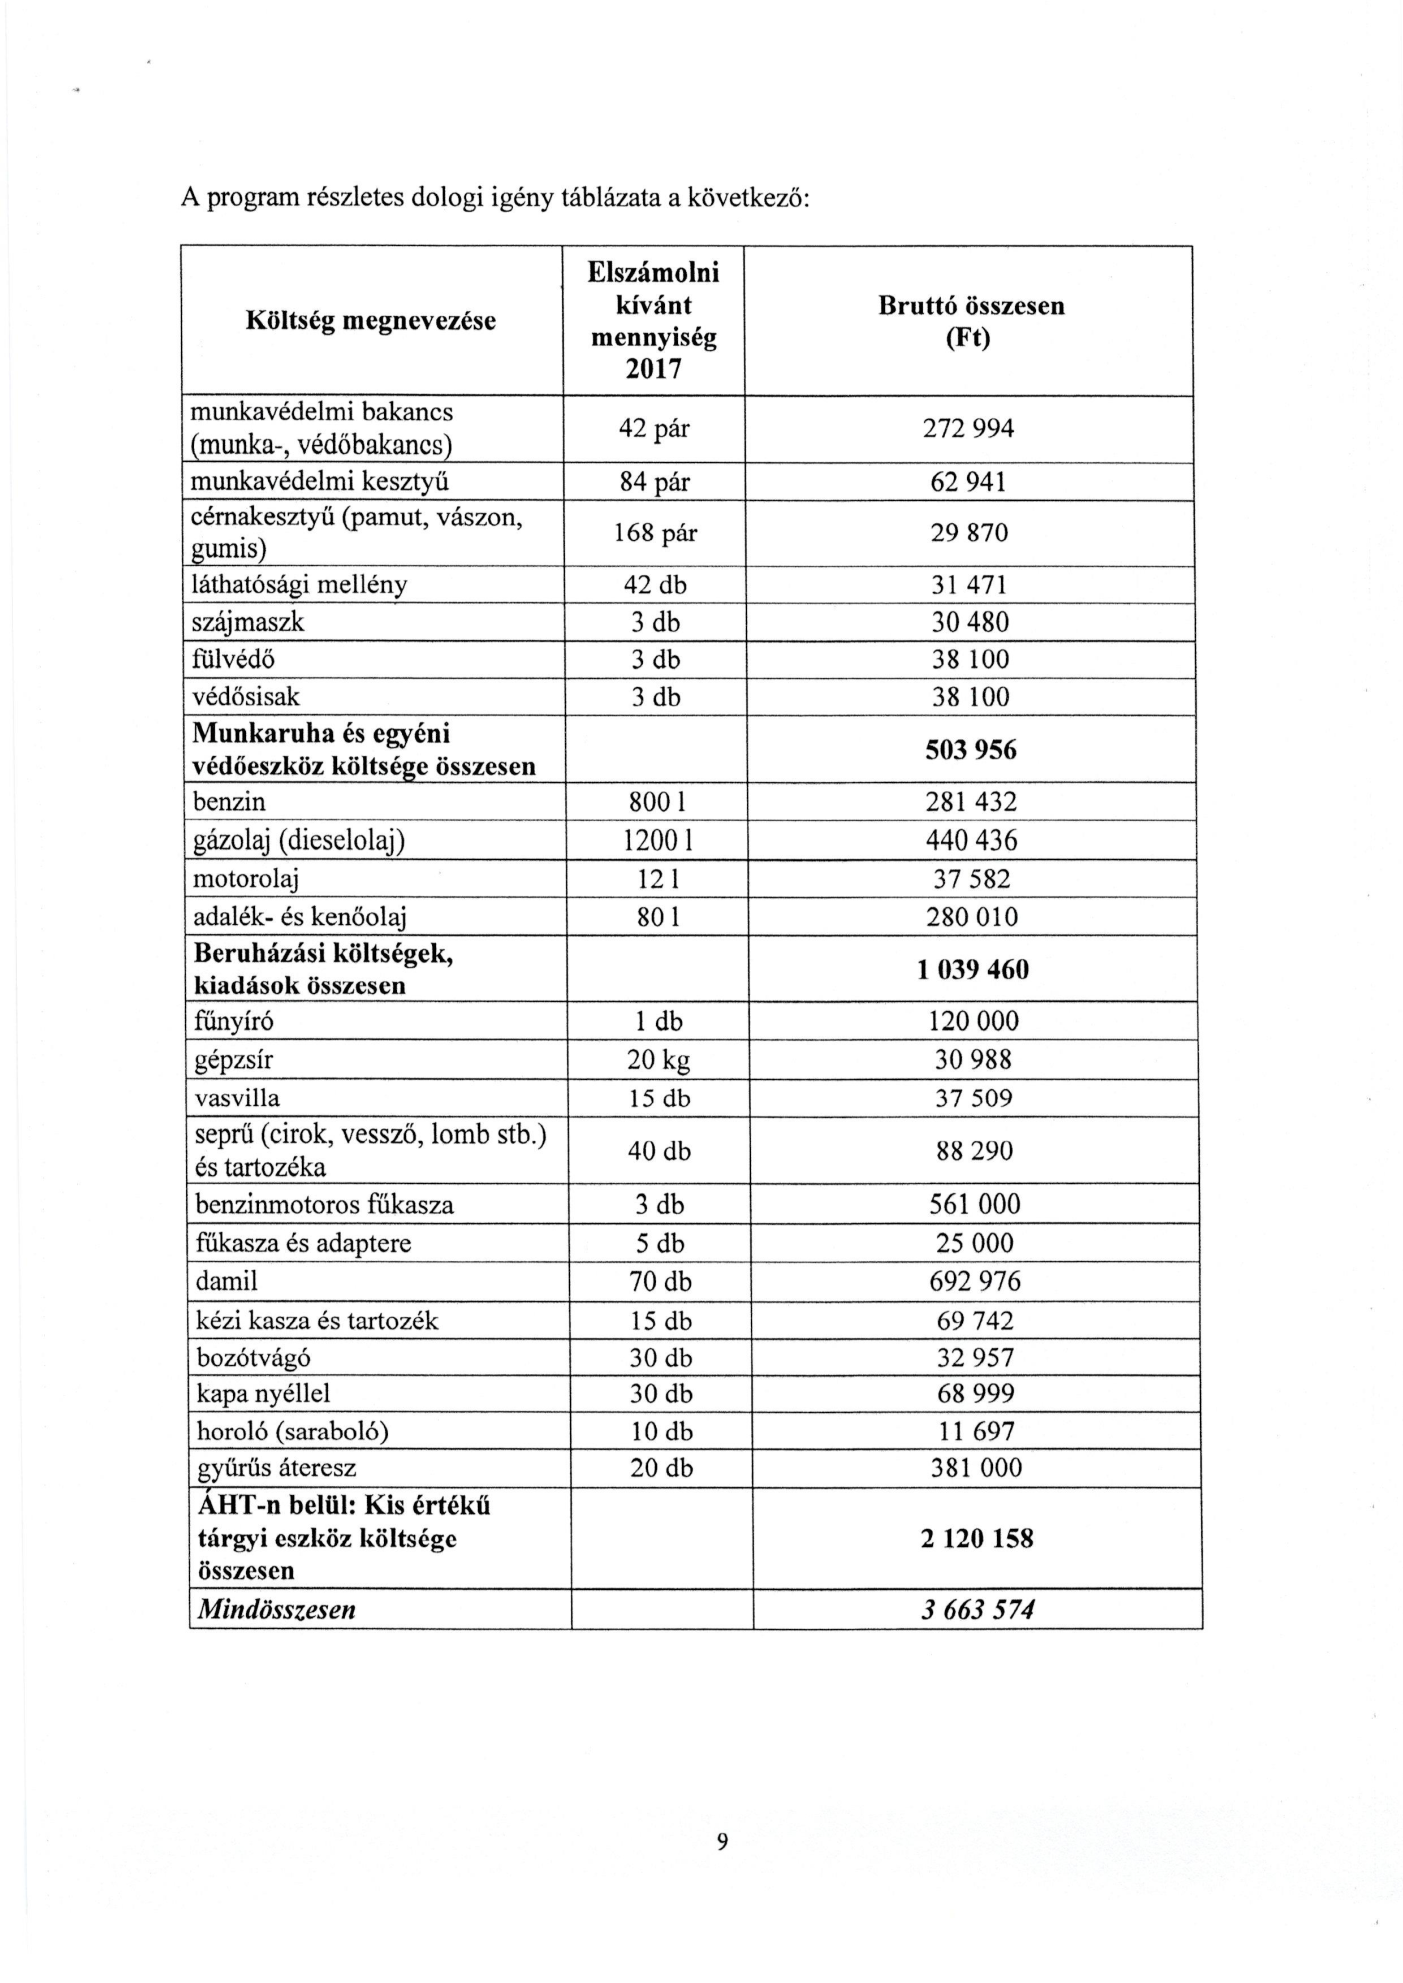 A program részletes dologi igény táblázata a következő:
Költség megnevezése
Elszámolni
kívánt
mennyiség
2017
Bruttó összesen
(Ft)
munkavédelmi bakancs
(munka-, védőbakancs)
42 pár
272 994
munkavédelmi kesztyű
84 pár
62 941
cérnakesztyű (pamut, vászon,
gumis)
168 pár
29 870
láthatósági mellény
42 db
31 471
szájmaszk
3 db
30 480
fülvédő
3 db
38 100
védősisak
3 db
38 100
Munkaruha és egyéni
védőeszköz költsége összesen
503 956
benzin
800 l
281 432
gázolaj (dieselolaj)
1200 l
440 436
motorolaj
12 l
37 582
adalék- és kenőolaj
80 l
280 010
Beruházási költségek,
kiadások összesen
1 039 460
fűnyíró
1 db
120 000
gépzsír
20 kg
30 988
vasvilla
15 db
37 509
seprű (cirok, vessző, lomb stb.)
és tartozéka
40 db
88 290
benzinmotoros fűkasza
3 db
561 000
fűkasza és adaptere
5 db
25 000
damil
70 db
692 976
kézi kasza és tartozék
15 db
69 742
bozótvágó
30 db
32 957
kapa nyéllel
30 db
68 999
horoló (saraboló)
10 db
11 697
gyűrűs áteresz
20 db
381 000
ÁHT-n belül: Kis értékű
tárgyi eszköz költsége
összesen
2 120 158
Mindösszesen
3 663 574
9